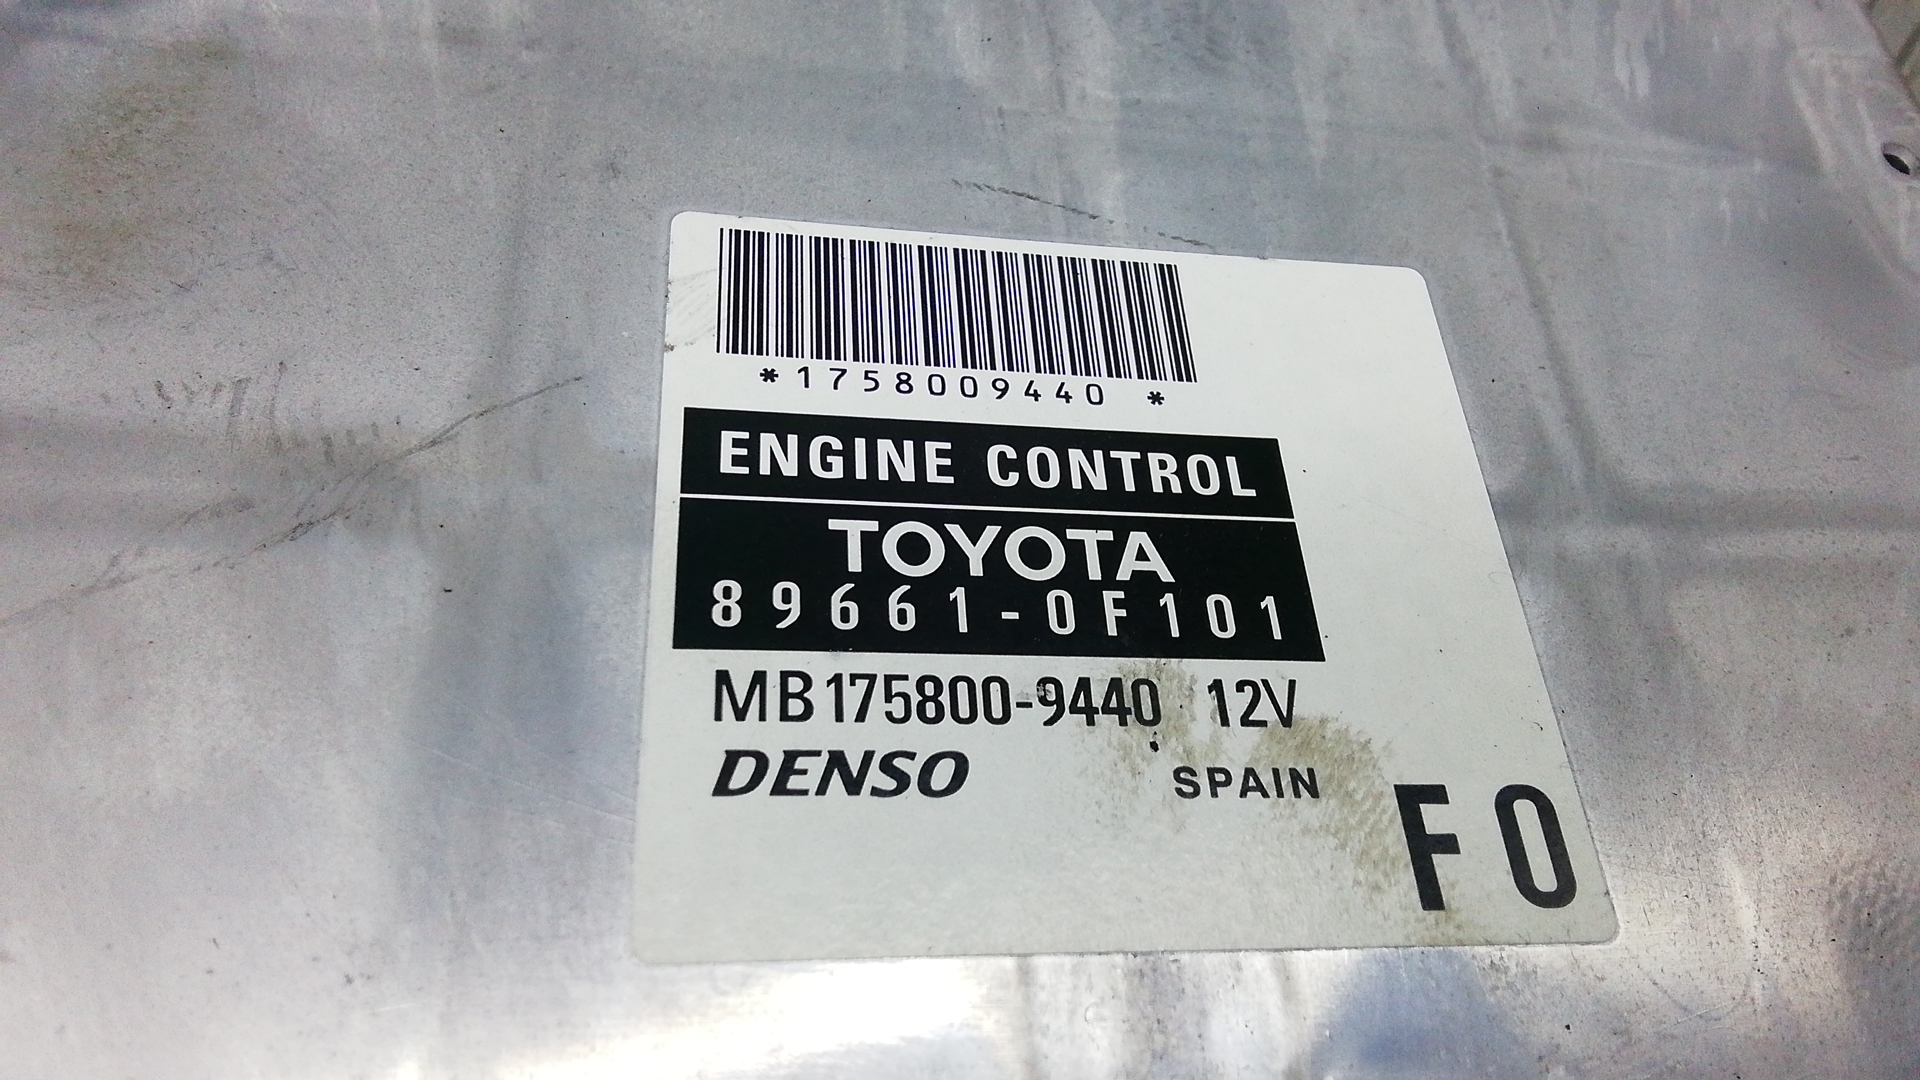 *1758009440 *
ENGINE CONTROL
TOYOTA
89661-0F101
MB175800-9440 12V
DENSO SPAIN
F0